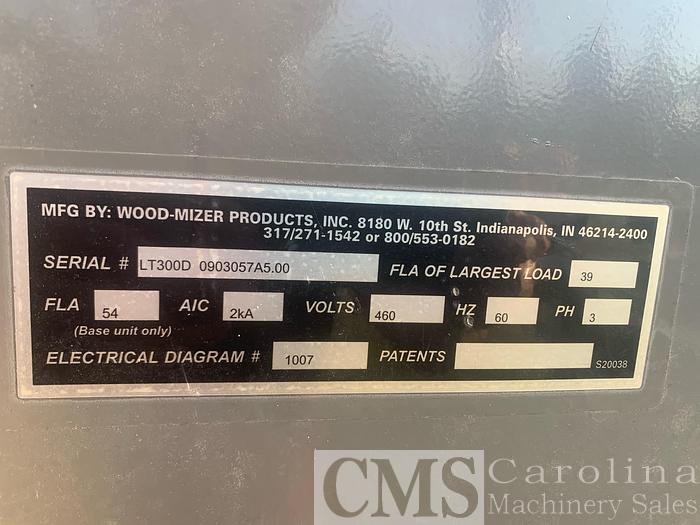 MFG BY: WOOD-MIZER PRODUCTS, INC. 8180 W. 10th St. Indianapolis, IN 46214-2400
317/271-1542 or 800/553-0182
SERIAL # LT300D 0903057A5.00 FLA OF LARGEST LOAD 39
FLA 54 AIC 2kA VOLTS 460 HZ 60 PH 3
(Base unit only)
ELECTRICAL DIAGRAM # 1007 PATENTS S20038
CMS Carolina
Machinery Sales